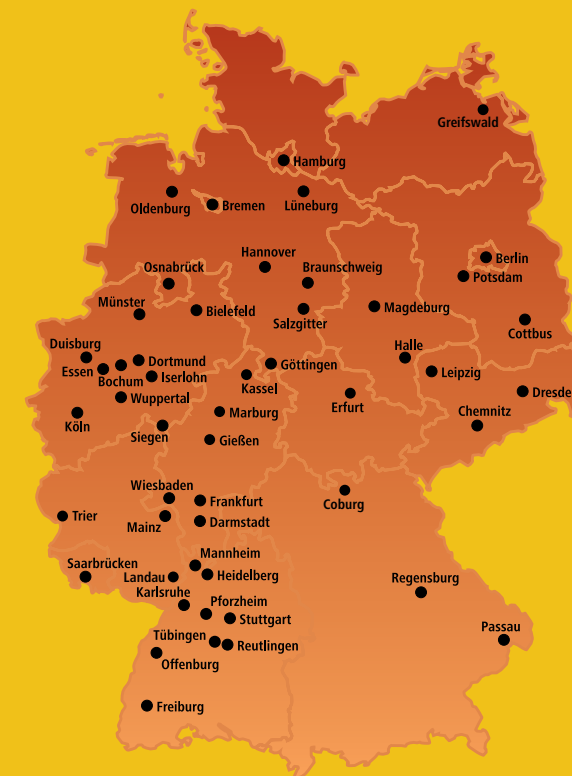 Greifswald
Hamburg
Oldenburg
Bremen
Lüneburg
Hannover
Berlin
Osnabrück
Braunschweig
Potsdam
Münster
Bielefeld
Salzgitter
Magdeburg
Cottbus
Duisburg
Halle
Essen
Dortmund
Göttingen
Leipzig
Bochum
Iserlohn
Kassel
Wuppertal
Erfurt
Dresde
Köln
Marburg
Chemnitz
Siegen
Gießen
Wiesbaden
Frankfurt
Coburg
Trier
Mainz
Darmstadt
Mannheim
Saarbrücken
Landau
Heidelberg
Regensburg
Karlsruhe
Pforzheim
Stuttgart
Passau
Tübingen
Reutlingen
Offenburg
Freiburg